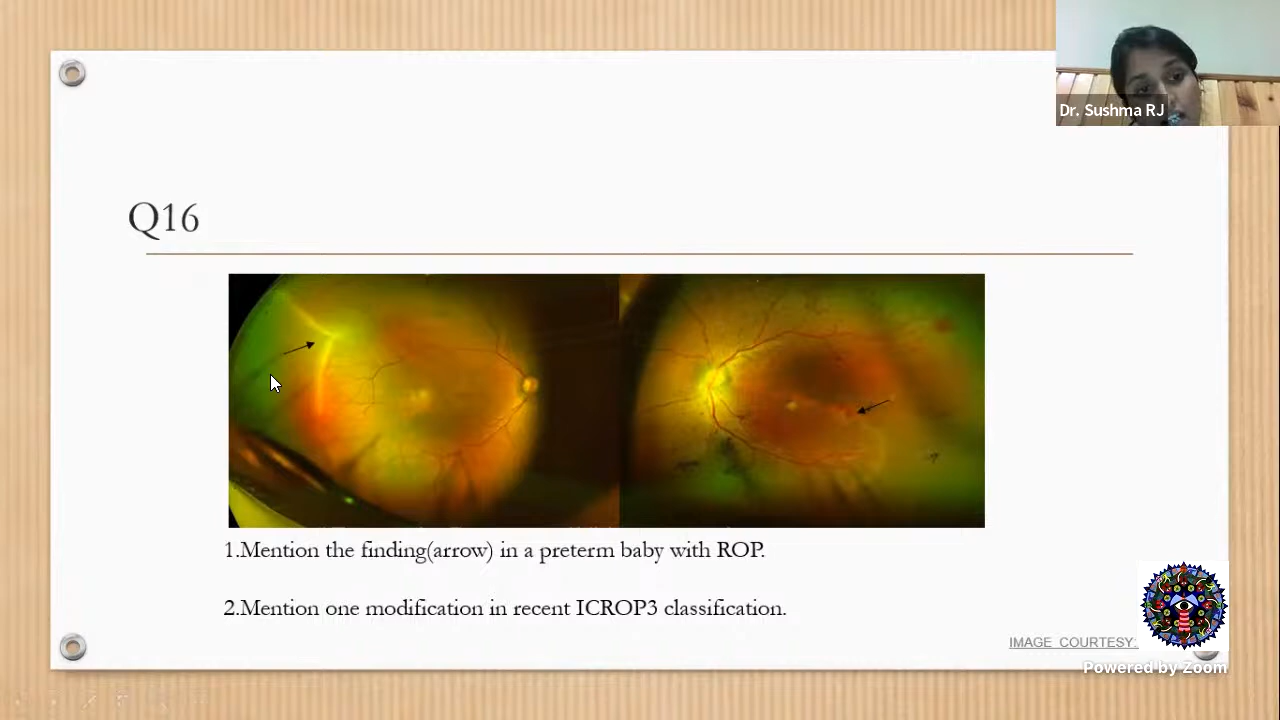 Dr. Sushma RJ
Q16
1.Mention the finding(arrow) in a preterm baby with ROP.
2.Mention one modification in recent ICROP3 classification.
IMAGE COURTESY:
Powered by Zoom